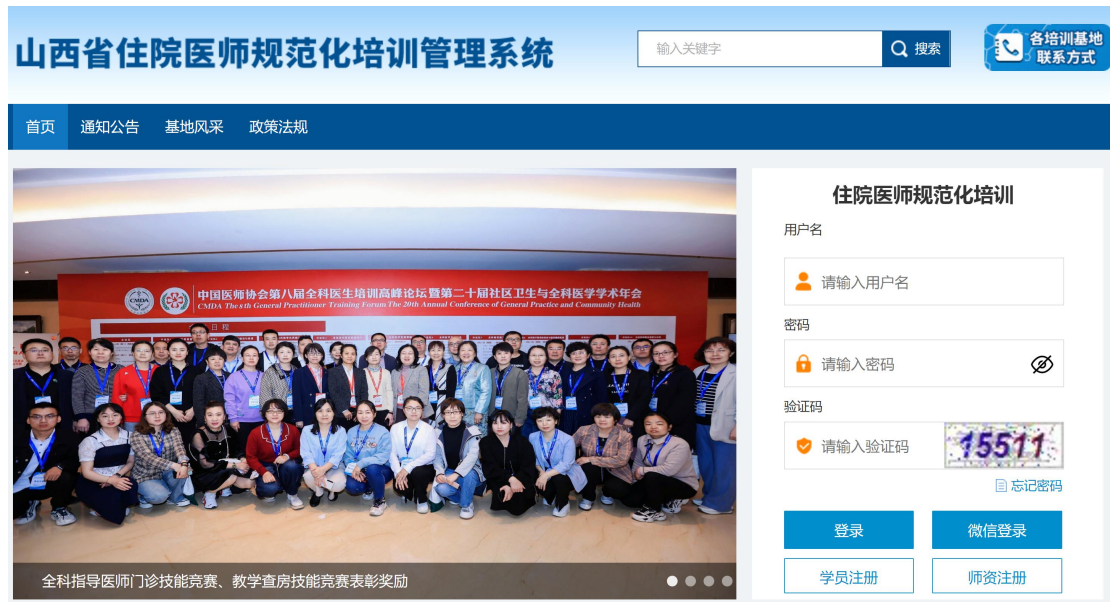 山西省住院医师规范化培训管理系统
输入关键字
搜索
各培训基地
联系方式
首页 通知公告 基地风采 政策法规
中国医师协会第八届全科医生培训高峰论坛暨第二十届社区卫生与全科医学学术年会
CMDA The 8th General Practitioner Training Forum The 20th Annual Conference of General Practice and Community Health
CMDA
日程
全科指导医师门诊技能竞赛、教学查房技能竞赛表彰奖励
住院医师规范化培训
用户名
请输入用户名
密码
请输入密码
验证码
请输入验证码
15511
忘记密码
登录 微信登录
学员注册 师资注册